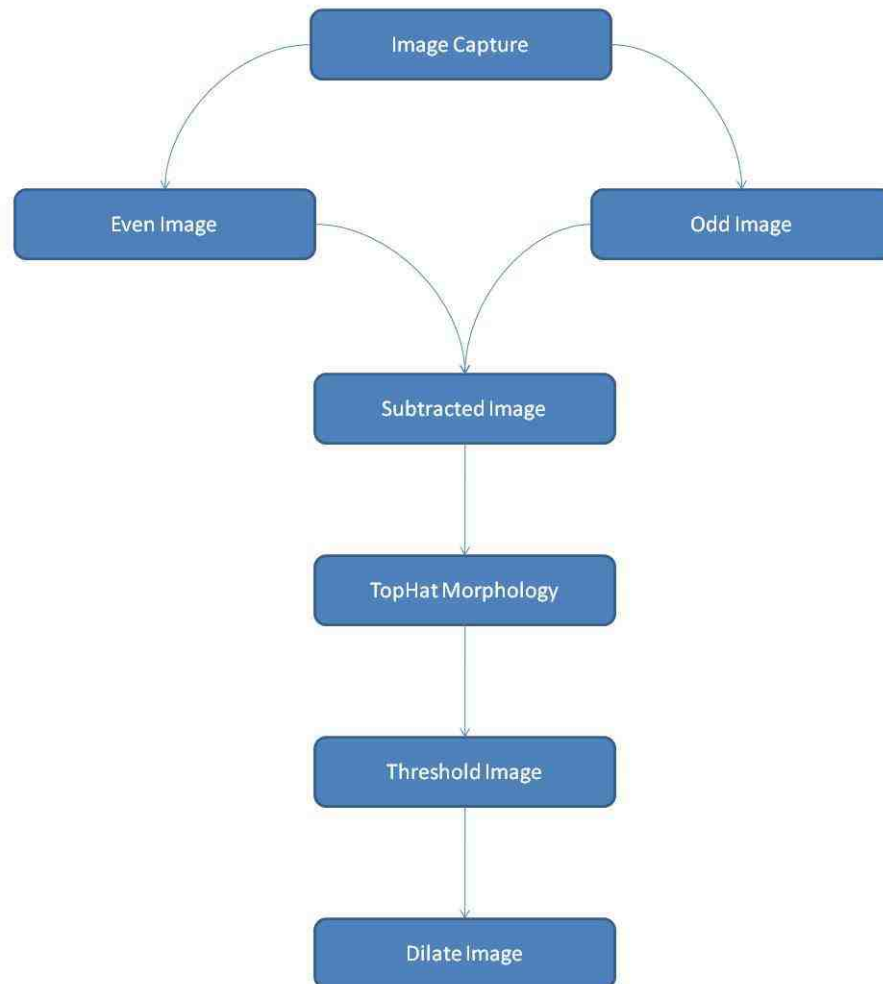 Image Capture
Even Image
Odd Image
Subtracted Image
TopHat Morphology
Threshold Image
Dilate Image